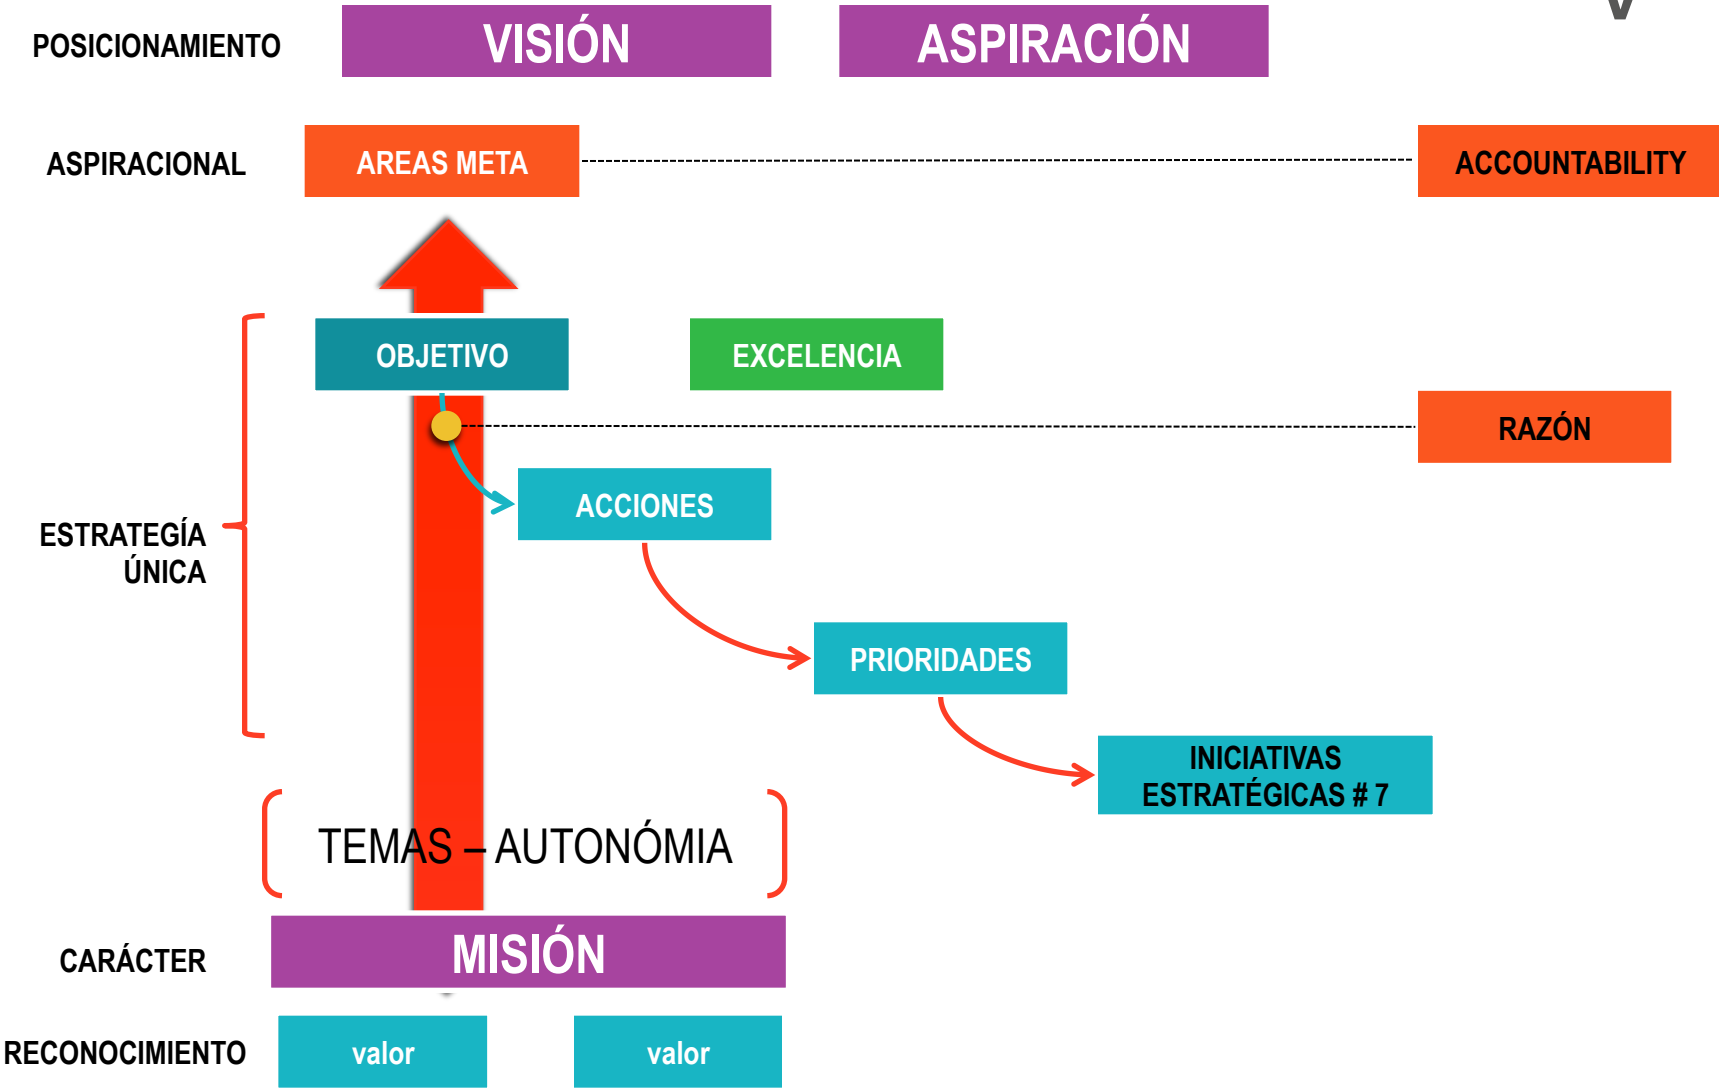 POSICIONAMIENTO
VISIÓN
ASPIRACIÓN
ASPIRACIONAL
AREAS META
ACCOUNTABILITY
OBJETIVO
EXCELENCIA
RAZÓN
ACCIONES
ESTRATEGÍA
ÚNICA
PRIORIDADES
INICIATIVAS
ESTRATÉGICAS # 7
TEMAS – AUTONÓMIA
CARÁCTER
MISIÓN
RECONOCIMIENTO
valor
valor